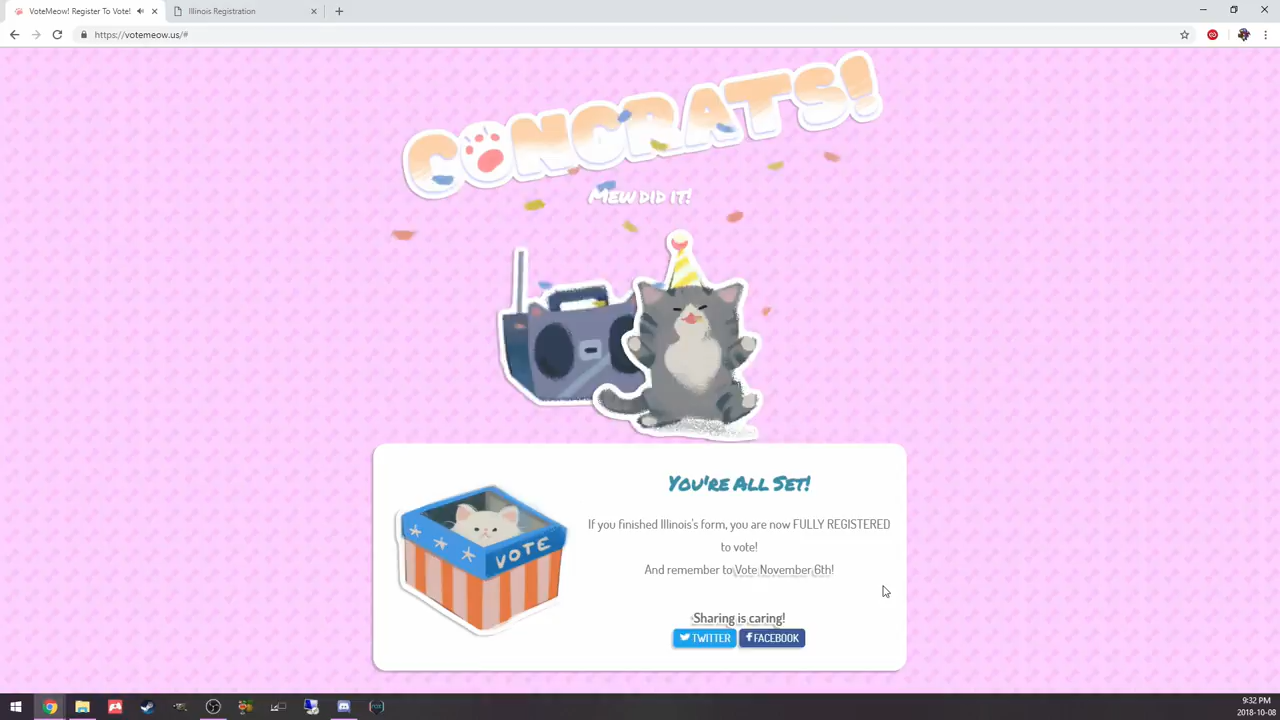 VoteMeow! Register To Vote!
Illinois Registration
https://votemeow.us/#
CONGRATS!
MEW DID IT!
YOU'RE ALL SET!
If you finished Illinois's form, you are now FULLY REGISTERED
to vote!
And remember to Vote November 6th!
VOTE
Sharing is caring!
TWITTER
FACEBOOK
9:32 PM
2018-10-08